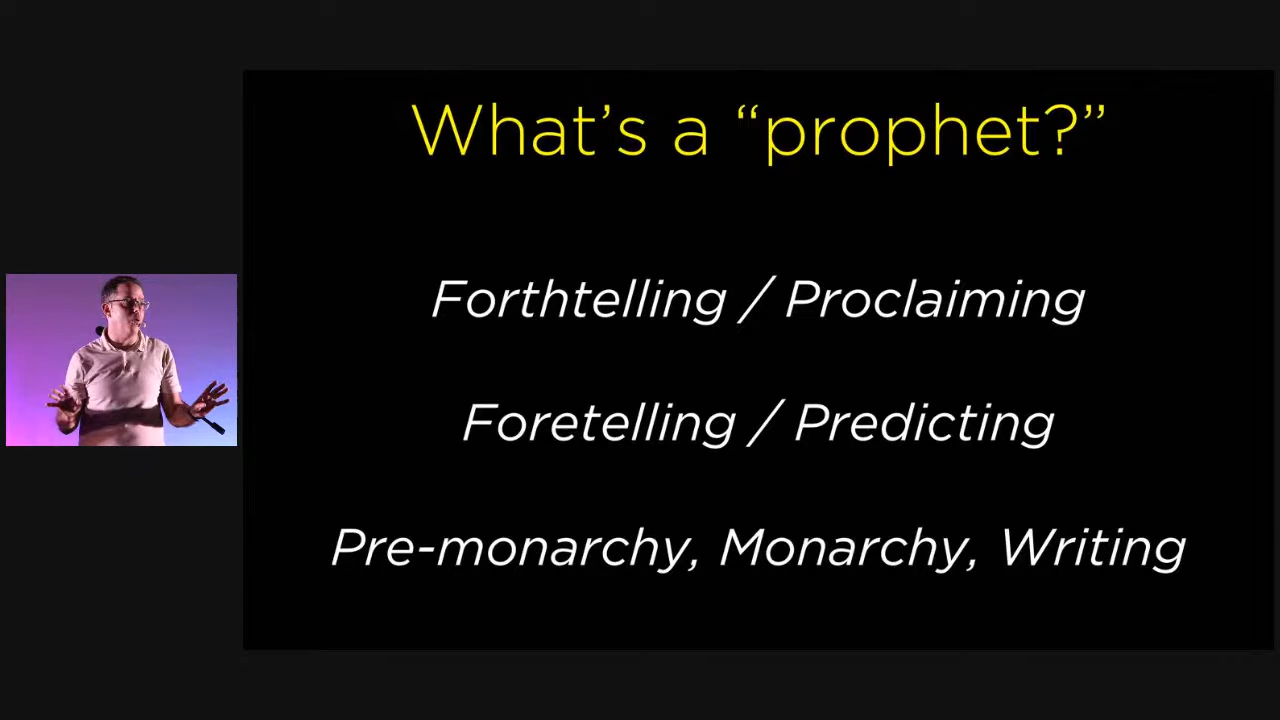 What’s a “prophet?”
Forthtelling / Proclaiming
Foretelling / Predicting
Pre-monarchy, Monarchy, Writing